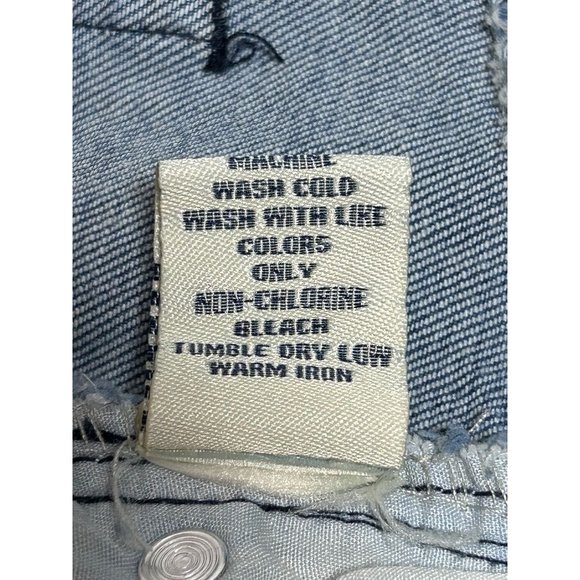 MACHINE
WASH COLD
WASH WITH LIKE
COLORS
ONLY
NON-CHLORINE
BLEACH
TUMBLE DRY LOW
WARM IRON